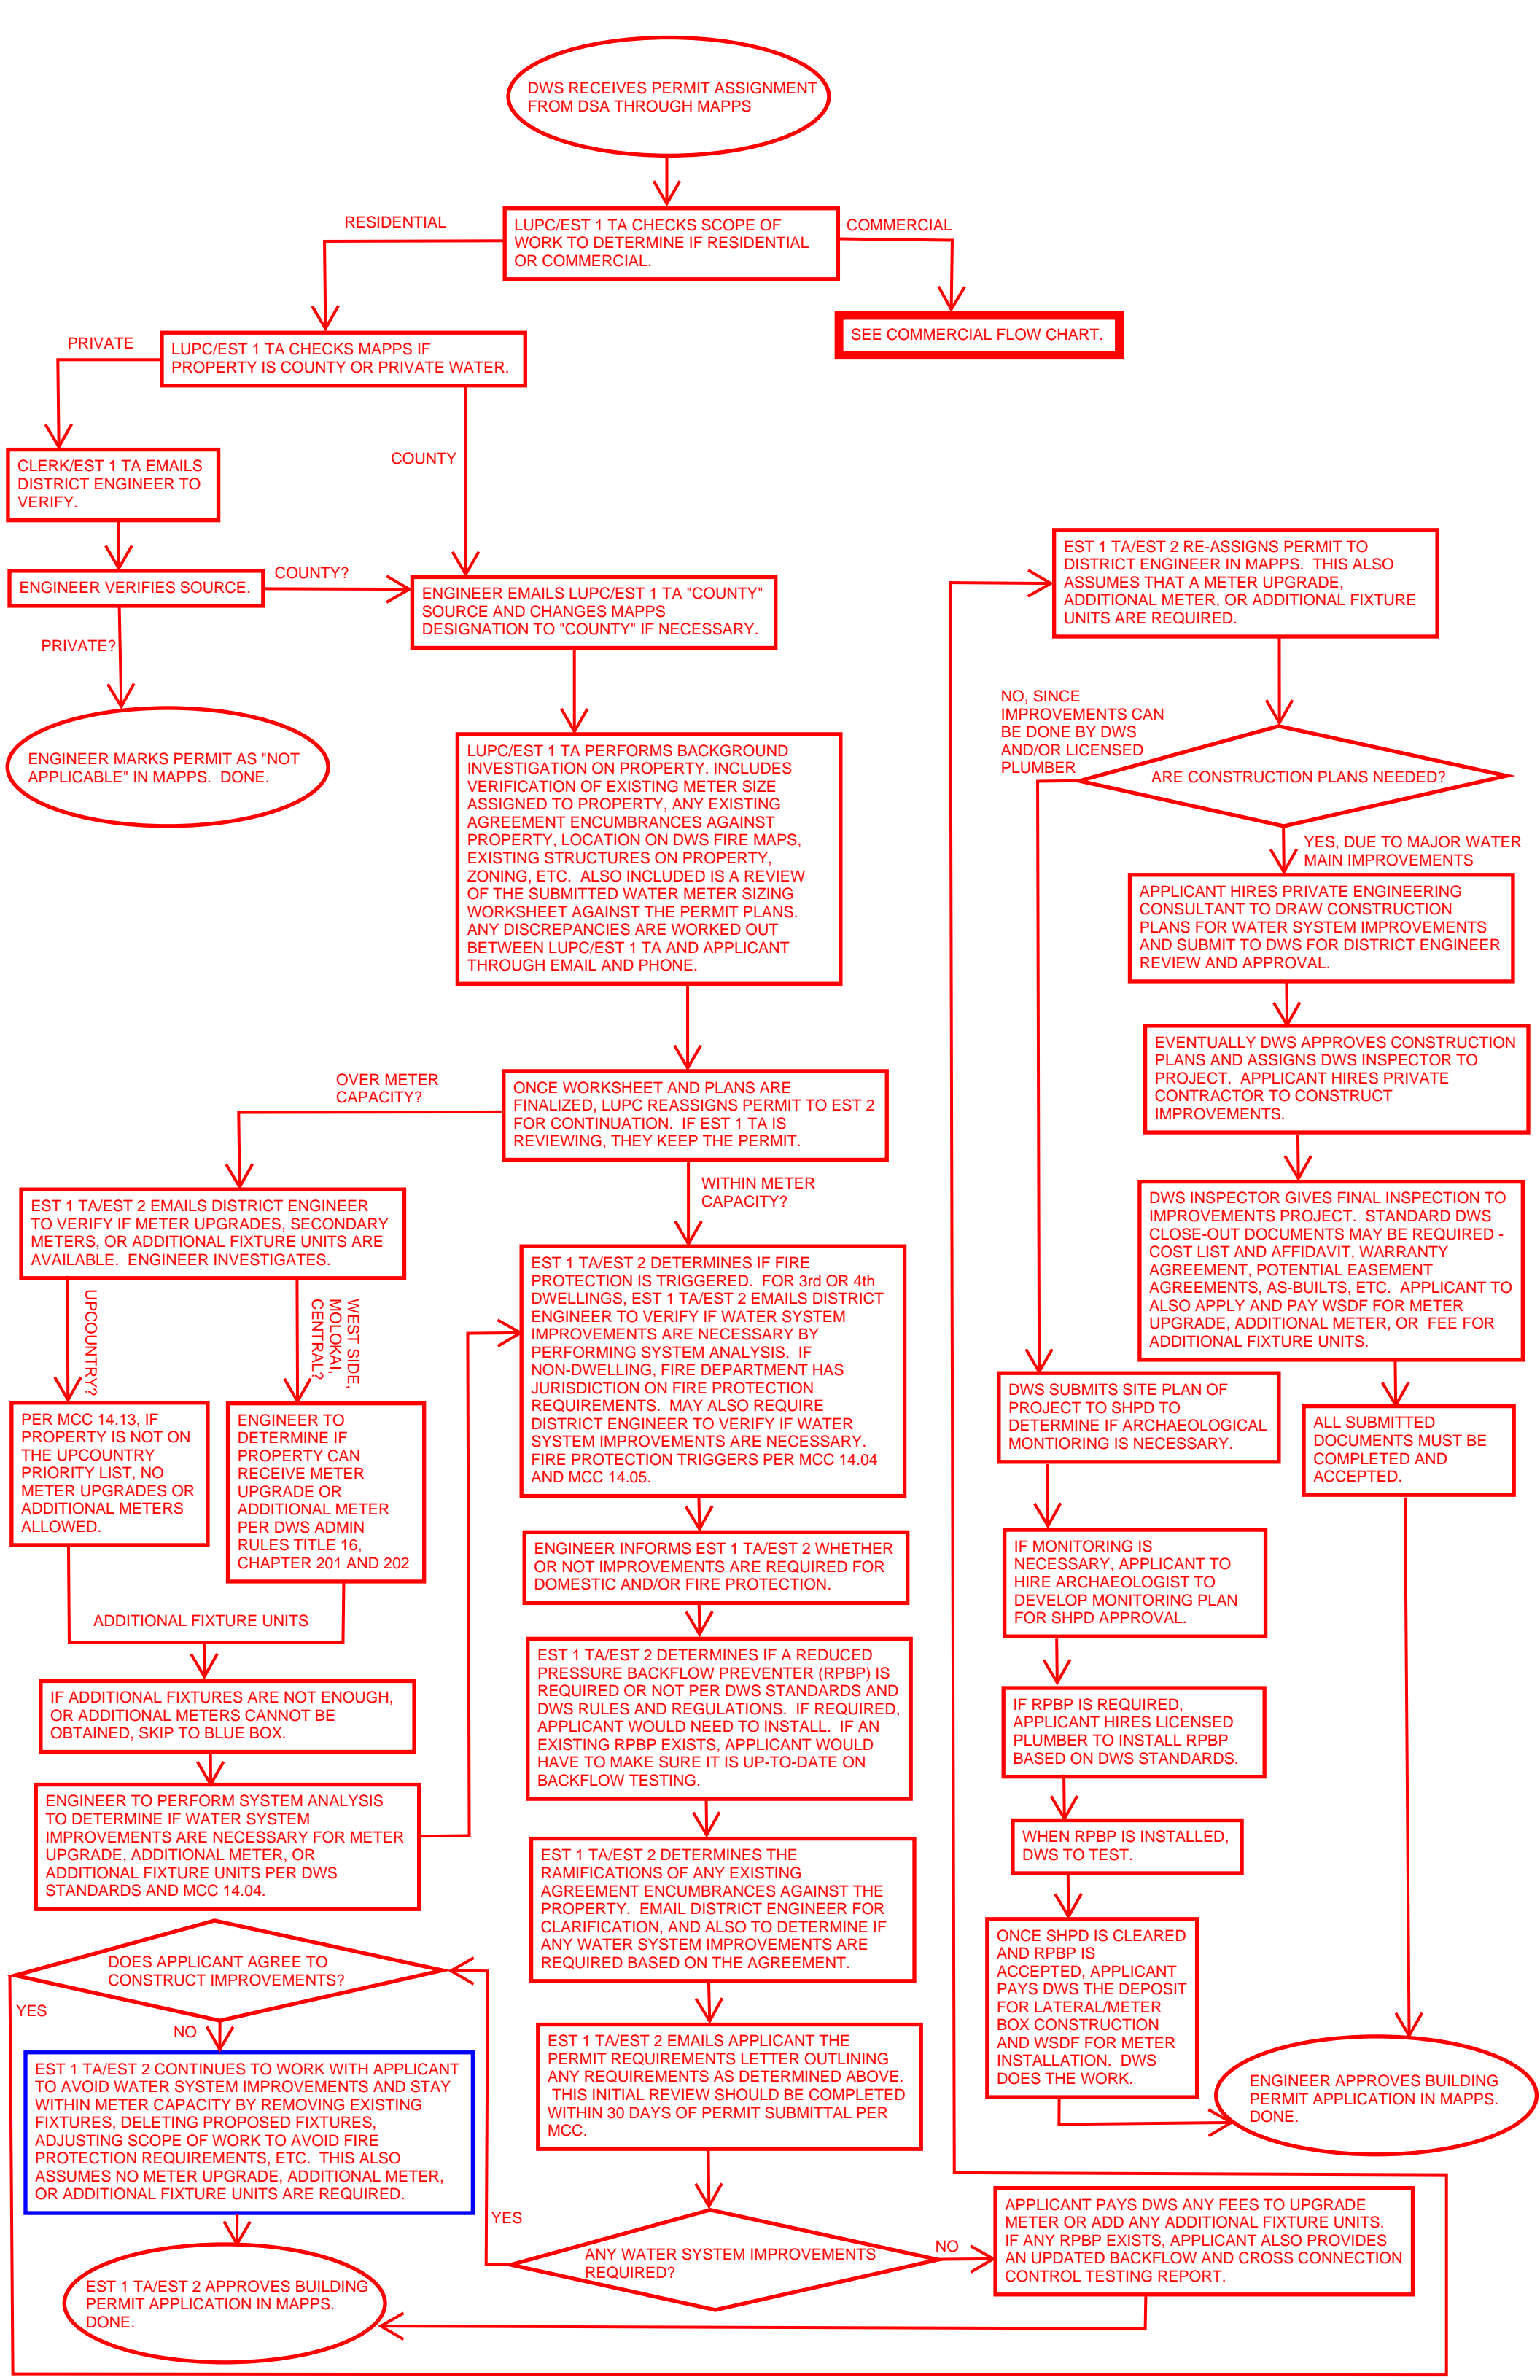 DWS RECEIVES PERMIT ASSIGNMENT
FROM DSA THROUGH MAPPS
RESIDENTIAL
LUPC/EST 1 TA CHECKS SCOPE OF
WORK TO DETERMINE IF RESIDENTIAL
OR COMMERCIAL.
COMMERCIAL
SEE COMMERCIAL FLOW CHART.
PRIVATE
LUPC/EST 1 TA CHECKS MAPPS IF
PROPERTY IS COUNTY OR PRIVATE WATER.
COUNTY
CLERK/EST 1 TA EMAILS
DISTRICT ENGINEER TO
VERIFY.
ENGINEER VERIFIES SOURCE.
COUNTY?
PRIVATE?
ENGINEER MARKS PERMIT AS "NOT
APPLICABLE" IN MAPPS.  DONE.
ENGINEER EMAILS LUPC/EST 1 TA "COUNTY"
SOURCE AND CHANGES MAPPS
DESIGNATION TO "COUNTY" IF NECESSARY.
LUPC/EST 1 TA PERFORMS BACKGROUND
INVESTIGATION ON PROPERTY. INCLUDES
VERIFICATION OF EXISTING METER SIZE
ASSIGNED TO PROPERTY, ANY EXISTING
AGREEMENT ENCUMBRANCES AGAINST
PROPERTY, LOCATION ON DWS FIRE MAPS,
EXISTING STRUCTURES ON PROPERTY,
ZONING, ETC.  ALSO INCLUDED IS A REVIEW
OF THE SUBMITTED WATER METER SIZING
WORKSHEET AGAINST THE PERMIT PLANS.
ANY DISCREPANCIES ARE WORKED OUT
BETWEEN LUPC/EST 1 TA AND APPLICANT
THROUGH EMAIL AND PHONE.
OVER METER
CAPACITY?
ONCE WORKSHEET AND PLANS ARE
FINALIZED, LUPC REASSIGNS PERMIT TO EST 2
FOR CONTINUATION.  IF EST 1 TA IS
REVIEWING, THEY KEEP THE PERMIT.
WITHIN METER
CAPACITY?
EST 1 TA/EST 2 EMAILS DISTRICT ENGINEER
TO VERIFY IF METER UPGRADES, SECONDARY
METERS, OR ADDITIONAL FIXTURE UNITS ARE
AVAILABLE.  ENGINEER INVESTIGATES.
UPCOUNTRY?
WEST SIDE,
MOLOKAI,
CENTRAL?
PER MCC 14.13, IF
PROPERTY IS NOT ON
THE UPCOUNTRY
PRIORITY LIST, NO
METER UPGRADES OR
ADDITIONAL METERS
ALLOWED.
ENGINEER TO
DETERMINE IF
PROPERTY CAN
RECEIVE METER
UPGRADE OR
ADDITIONAL METER
PER DWS ADMIN
RULES TITLE 16,
CHAPTER 201 AND 202
ADDITIONAL FIXTURE UNITS
IF ADDITIONAL FIXTURES ARE NOT ENOUGH,
OR ADDITIONAL METERS CANNOT BE
OBTAINED, SKIP TO BLUE BOX.
ENGINEER TO PERFORM SYSTEM ANALYSIS
TO DETERMINE IF WATER SYSTEM
IMPROVEMENTS ARE NECESSARY FOR METER
UPGRADE, ADDITIONAL METER, OR
ADDITIONAL FIXTURE UNITS PER DWS
STANDARDS AND MCC 14.04.
EST 1 TA/EST 2 DETERMINES IF FIRE
PROTECTION IS TRIGGERED.  FOR 3rd OR 4th
DWELLINGS, EST 1 TA/EST 2 EMAILS DISTRICT
ENGINEER TO VERIFY IF WATER SYSTEM
IMPROVEMENTS ARE NECESSARY BY
PERFORMING SYSTEM ANALYSIS.  IF
NON-DWELLING, FIRE DEPARTMENT HAS
JURISDICTION ON FIRE PROTECTION
REQUIREMENTS.  MAY ALSO REQUIRE
DISTRICT ENGINEER TO VERIFY IF WATER
SYSTEM IMPROVEMENTS ARE NECESSARY.
FIRE PROTECTION TRIGGERS PER MCC 14.04
AND MCC 14.05.
ENGINEER INFORMS EST 1 TA/EST 2 WHETHER
OR NOT IMPROVEMENTS ARE REQUIRED FOR
DOMESTIC AND/OR FIRE PROTECTION.
EST 1 TA/EST 2 DETERMINES IF A REDUCED
PRESSURE BACKFLOW PREVENTER (RPBP) IS
REQUIRED OR NOT PER DWS STANDARDS AND
DWS RULES AND REGULATIONS.  IF REQUIRED,
APPLICANT WOULD NEED TO INSTALL.  IF AN
EXISTING RPBP EXISTS, APPLICANT WOULD
HAVE TO MAKE SURE IT IS UP-TO-DATE ON
BACKFLOW TESTING.
EST 1 TA/EST 2 DETERMINES THE
RAMIFICATIONS OF ANY EXISTING
AGREEMENT ENCUMBRANCES AGAINST THE
PROPERTY.  EMAIL DISTRICT ENGINEER FOR
CLARIFICATION, AND ALSO TO DETERMINE IF
ANY WATER SYSTEM IMPROVEMENTS ARE
REQUIRED BASED ON THE AGREEMENT.
EST 1 TA/EST 2 EMAILS APPLICANT THE
PERMIT REQUIREMENTS LETTER OUTLINING
ANY REQUIREMENTS AS DETERMINED ABOVE.
THIS INITIAL REVIEW SHOULD BE COMPLETED
WITHIN 30 DAYS OF PERMIT SUBMITTAL PER
MCC.
ANY WATER SYSTEM IMPROVEMENTS
REQUIRED?
YES
NO
DOES APPLICANT AGREE TO
CONSTRUCT IMPROVEMENTS?
YES
NO
EST 1 TA/EST 2 CONTINUES TO WORK WITH APPLICANT
TO AVOID WATER SYSTEM IMPROVEMENTS AND STAY
WITHIN METER CAPACITY BY REMOVING EXISTING
FIXTURES, DELETING PROPOSED FIXTURES,
ADJUSTING SCOPE OF WORK TO AVOID FIRE
PROTECTION REQUIREMENTS, ETC.  THIS ALSO
ASSUMES NO METER UPGRADE, ADDITIONAL METER,
OR ADDITIONAL FIXTURE UNITS ARE REQUIRED.
EST 1 TA/EST 2 APPROVES BUILDING
PERMIT APPLICATION IN MAPPS.
DONE.
APPLICANT PAYS DWS ANY FEES TO UPGRADE
METER OR ADD ANY ADDITIONAL FIXTURE UNITS.
IF ANY RPBP EXISTS, APPLICANT ALSO PROVIDES
AN UPDATED BACKFLOW AND CROSS CONNECTION
CONTROL TESTING REPORT.
EST 1 TA/EST 2 RE-ASSIGNS PERMIT TO
DISTRICT ENGINEER IN MAPPS.  THIS ALSO
ASSUMES THAT A METER UPGRADE,
ADDITIONAL METER, OR ADDITIONAL FIXTURE
UNITS ARE REQUIRED.
NO, SINCE
IMPROVEMENTS CAN
BE DONE BY DWS
AND/OR LICENSED
PLUMBER
ARE CONSTRUCTION PLANS NEEDED?
YES, DUE TO MAJOR WATER
MAIN IMPROVEMENTS
APPLICANT HIRES PRIVATE ENGINEERING
CONSULTANT TO DRAW CONSTRUCTION
PLANS FOR WATER SYSTEM IMPROVEMENTS
AND SUBMIT TO DWS FOR DISTRICT ENGINEER
REVIEW AND APPROVAL.
EVENTUALLY DWS APPROVES CONSTRUCTION
PLANS AND ASSIGNS DWS INSPECTOR TO
PROJECT.  APPLICANT HIRES PRIVATE
CONTRACTOR TO CONSTRUCT
IMPROVEMENTS.
DWS INSPECTOR GIVES FINAL INSPECTION TO
IMPROVEMENTS PROJECT.  STANDARD DWS
CLOSE-OUT DOCUMENTS MAY BE REQUIRED -
COST LIST AND AFFIDAVIT, WARRANTY
AGREEMENT, POTENTIAL EASEMENT
AGREEMENTS, AS-BUILTS, ETC.  APPLICANT TO
ALSO APPLY AND PAY WSDF FOR METER
UPGRADE, ADDITIONAL METER, OR  FEE FOR
ADDITIONAL FIXTURE UNITS.
ALL SUBMITTED
DOCUMENTS MUST BE
COMPLETED AND
ACCEPTED.
DWS SUBMITS SITE PLAN OF
PROJECT TO SHPD TO
DETERMINE IF ARCHAEOLOGICAL
MONTIORING IS NECESSARY.
IF MONITORING IS
NECESSARY, APPLICANT TO
HIRE ARCHAEOLOGIST TO
DEVELOP MONITORING PLAN
FOR SHPD APPROVAL.
IF RPBP IS REQUIRED,
APPLICANT HIRES LICENSED
PLUMBER TO INSTALL RPBP
BASED ON DWS STANDARDS.
WHEN RPBP IS INSTALLED,
DWS TO TEST.
ONCE SHPD IS CLEARED
AND RPBP IS
ACCEPTED, APPLICANT
PAYS DWS THE DEPOSIT
FOR LATERAL/METER
BOX CONSTRUCTION
AND WSDF FOR METER
INSTALLATION.  DWS
DOES THE WORK.
ENGINEER APPROVES BUILDING
PERMIT APPLICATION IN MAPPS.
DONE.